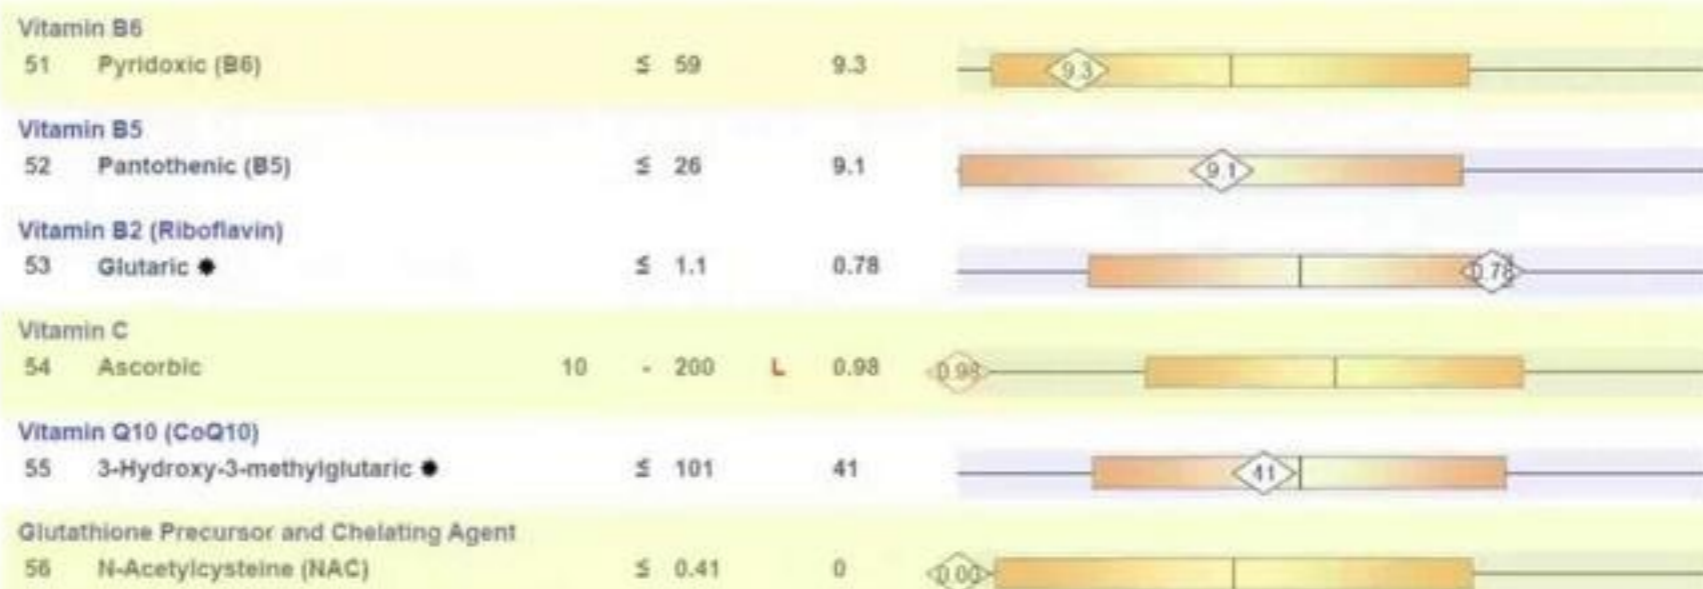 Vitamin B6
51 Pyridoxic (B6) ≤ 59 9.3 9.3
Vitamin B5
52 Pantothenic (B5) ≤ 26 9.1 9.1
Vitamin B2 (Riboflavin)
53 Glutaric ✹ ≤ 1.1 0.78 0.78
Vitamin C
54 Ascorbic 10 - 200 L 0.98 0.98
Vitamin Q10 (CoQ10)
55 3-Hydroxy-3-methylglutaric ✹ ≤ 101 41 41
Glutathione Precursor and Chelating Agent
56 N-Acetylcysteine (NAC) ≤ 0.41 0 0.00